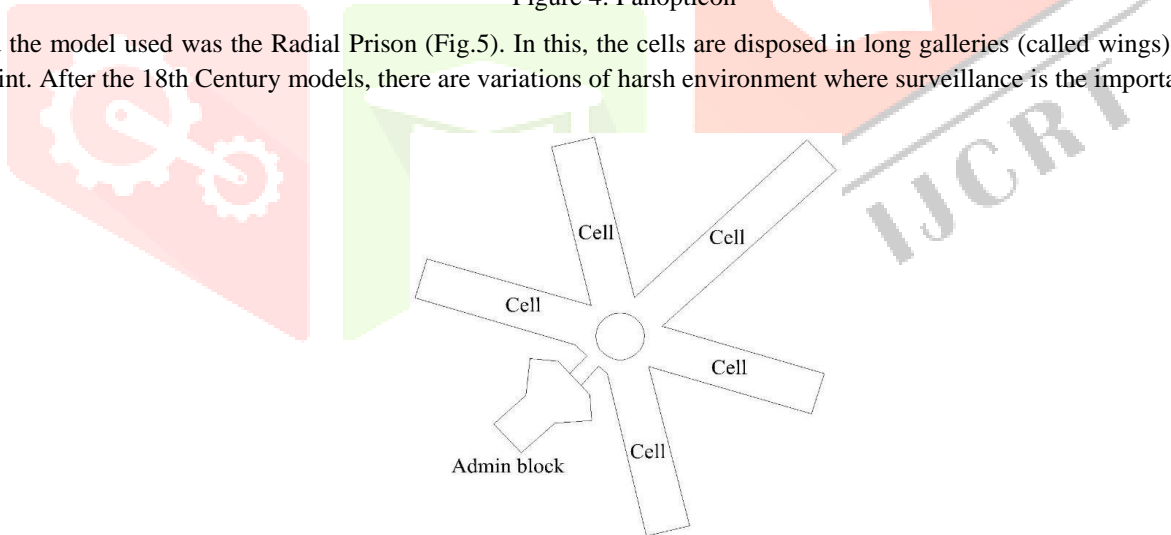 Figure 4: Panopticon
the model used was the Radial Prison (Fig.5). In this, the cells are disposed in long galleries (called wings)
int. After the 18th Century models, there are variations of harsh environment where surveillance is the importa
IJCRT
Cell
Cell
Cell
Cell
Cell
Admin block